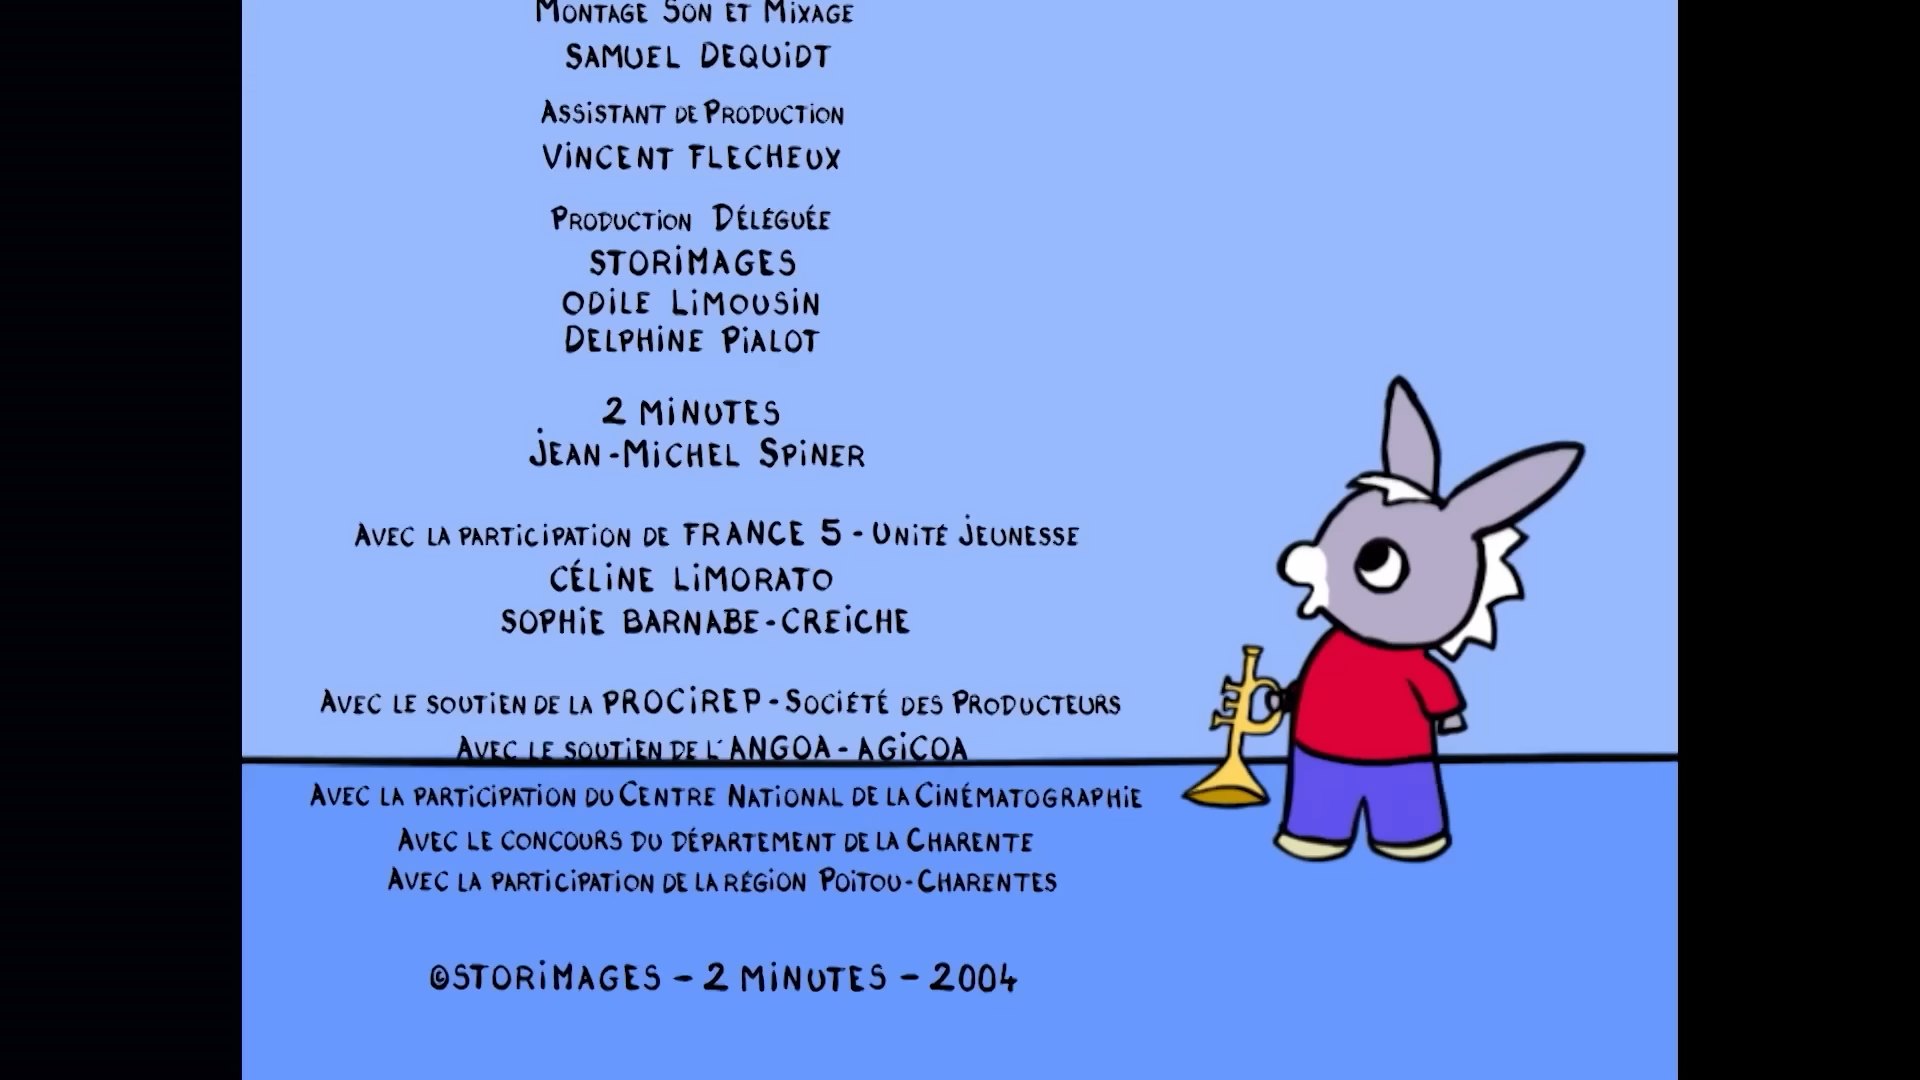 Montage Son et Mixage
Samuel Dequidt
Assistant de Production
Vincent Flecheux
Production Déléguée
STORIMAGES
Odile Limousin
Delphine Pialot
2 MINUTES
Jean-Michel Spiner
Avec la participation de FRANCE 5 - Unité Jeunesse
Céline Limorato
Sophie Barnabe-Creiche
Avec le soutien de la PROCIREP - Société des Producteurs
Avec le soutien de l'ANGOA - AGICOA
Avec la participation du Centre National de la Cinématographie
Avec le concours du département de la Charente
Avec la participation de la région Poitou-Charentes
©STORIMAGES - 2 MINUTES - 2004